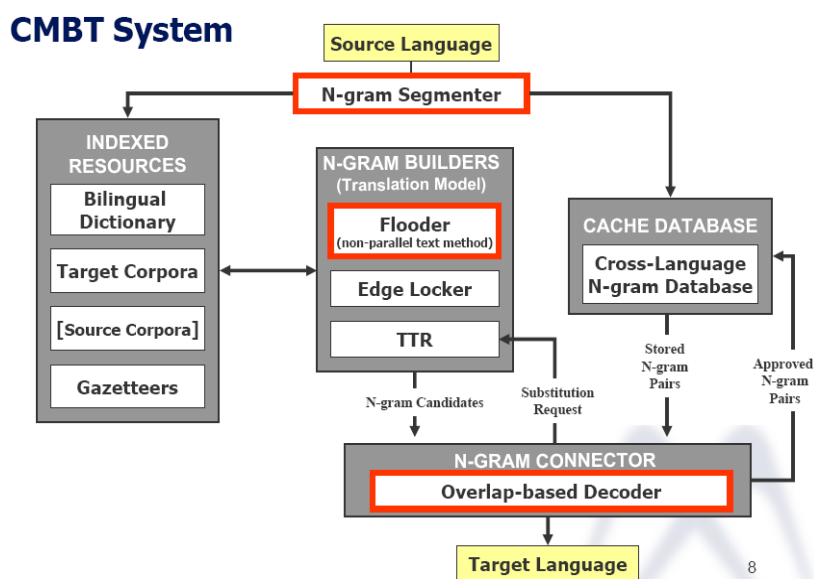 CMBT System
Source Language
N-gram Segmenter
INDEXED
RESOURCES
Bilingual
Dictionary
Target Corpora
[Source Corpora]
Gazetteers
N-GRAM BUILDERS
(Translation Model)
Flooder
(non-parallel text method)
Edge Locker
TTR
CACHE DATABASE
Cross-Language
N-gram Database
N-gram Candidates
Substitution
Request
Stored
N-gram
Pairs
Approved
N-gram
Pairs
N-GRAM CONNECTOR
Overlap-based Decoder
Target Language
8